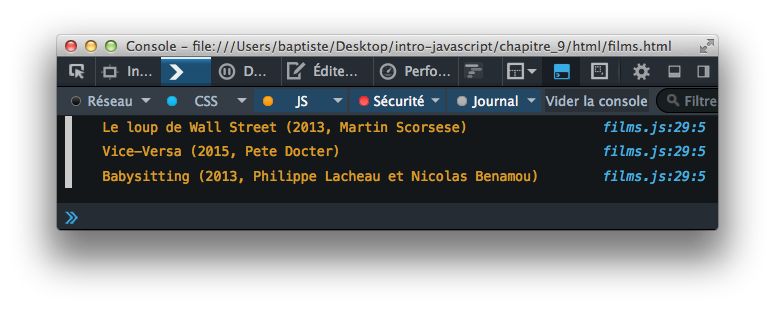 Console - file:///Users/baptiste/Desktop/intro-javascript/chapitre_9/html/films.html
In... D... Édite... Perfo...
Réseau CSS JS Sécurité Journal Vider la console Filtre
Le loup de Wall Street (2013, Martin Scorsese) films.js:29:5
Vice-Versa (2015, Pete Docter) films.js:29:5
Babysitting (2013, Philippe Lacheau et Nicolas Benamou) films.js:29:5